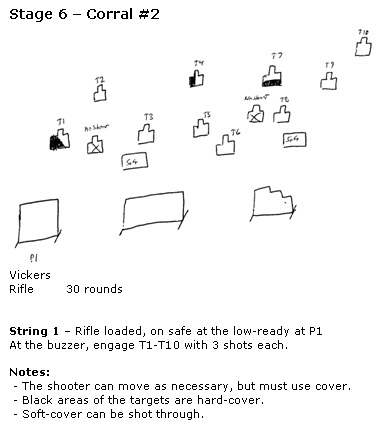 Stage 6 – Corral #2
T10
T4
T7
T9
T2
No Shoot
T8
T1
No Shoot
T3
T5
T6
P1
Vickers
Rifle 30 rounds
String 1 – Rifle loaded, on safe at the low-ready at P1
At the buzzer, engage T1-T10 with 3 shots each.
Notes:
- The shooter can move as necessary, but must use cover.
- Black areas of the targets are hard-cover.
- Soft-cover can be shot through.